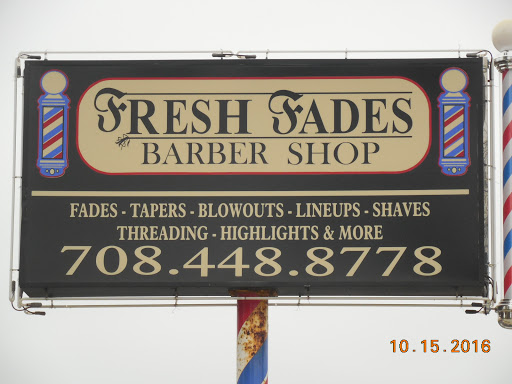 FRESH FADES
BARBER SHOP
FADES - TAPERS - BLOWOUTS - LINEUPS - SHAVES
THREADING - HIGHLIGHTS & MORE
708.448.8778
10.15.2016